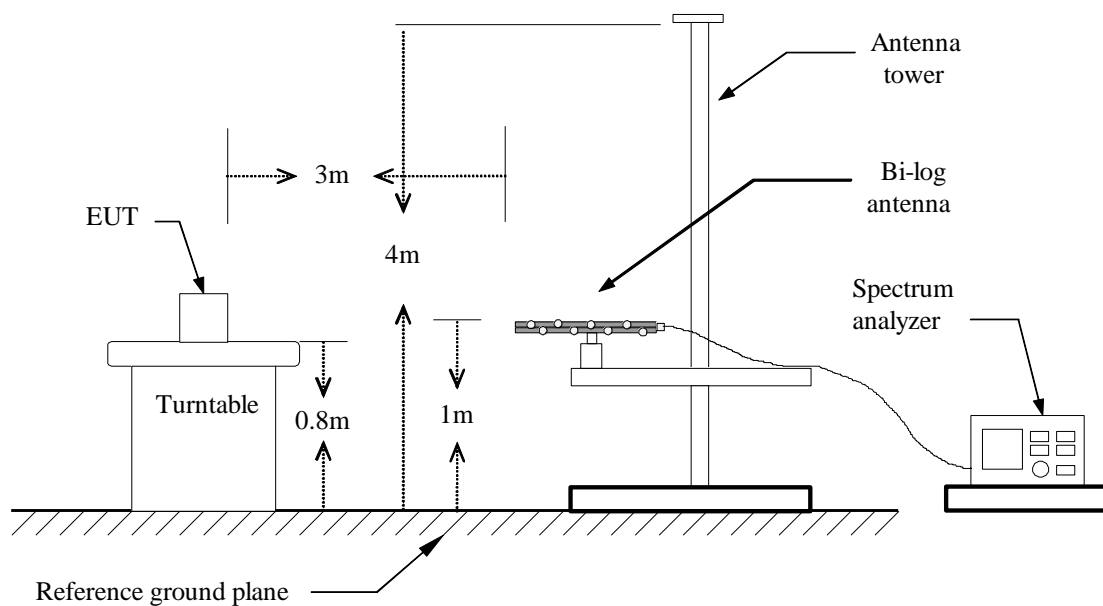 Antenna
tower
3m
Bi-log
antenna
EUT
4m
Spectrum
analyzer
Turntable
0.8m
1m
Reference ground plane